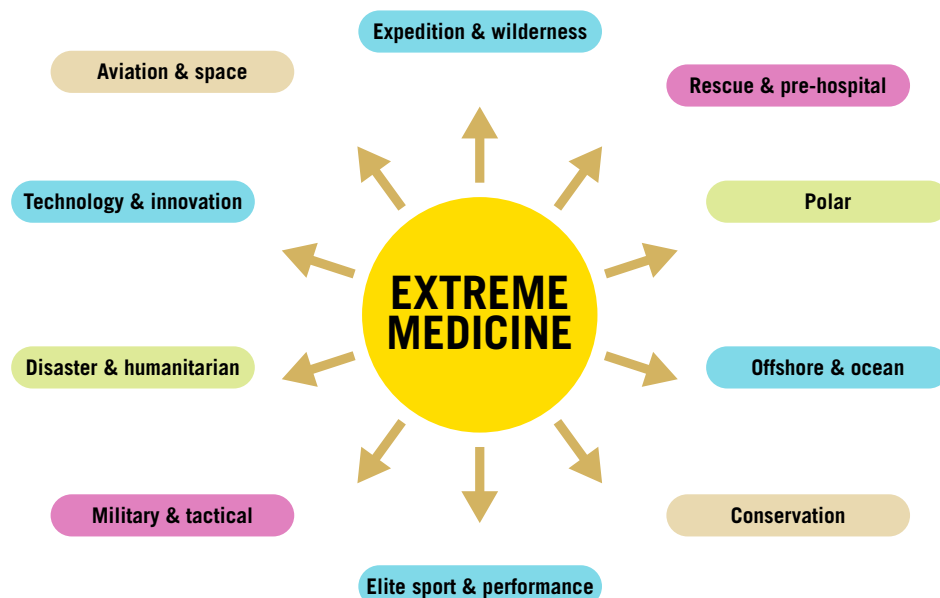 Expedition & wilderness
Aviation & space
Rescue & pre-hospital
Technology & innovation
Polar
EXTREME
MEDICINE
Disaster & humanitarian
Offshore & ocean
Military & tactical
Conservation
Elite sport & performance